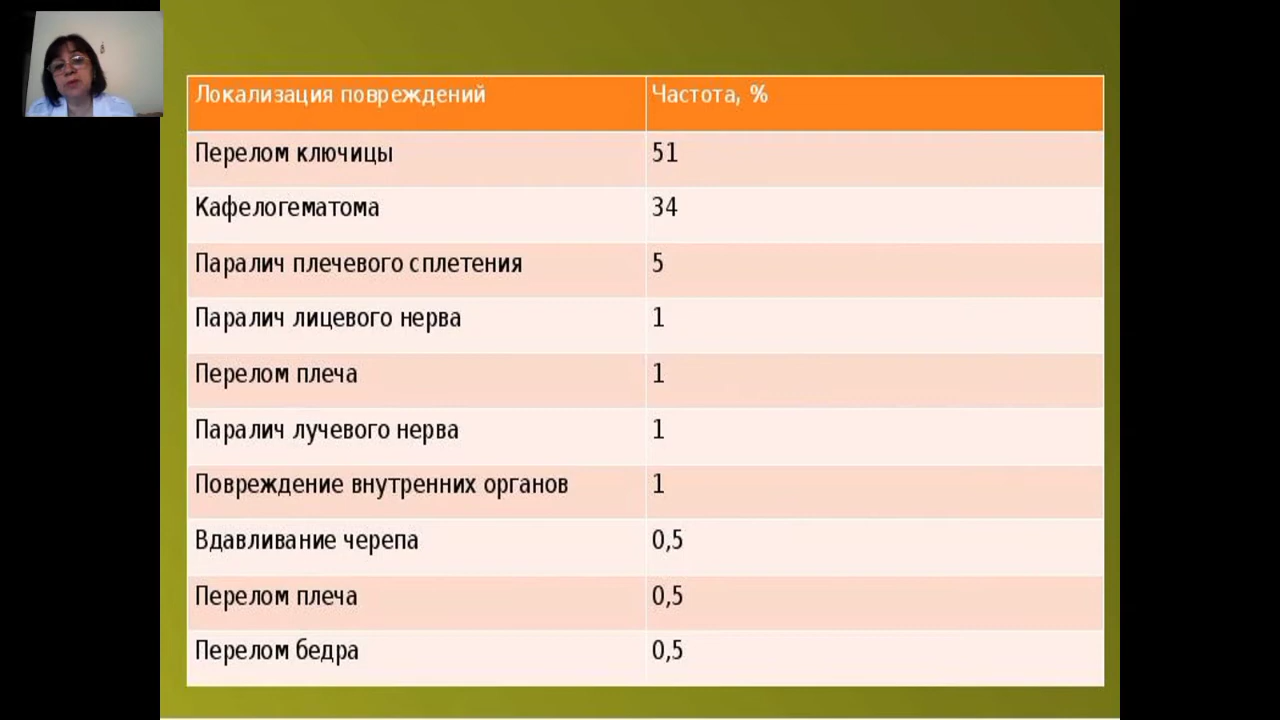 Локализация повреждений
Частота, %
Перелом ключицы
51
Кафелогематома
34
Паралич плечевого сплетения
5
Паралич лицевого нерва
1
Перелом плеча
1
Паралич лучевого нерва
1
Повреждение внутренних органов
1
Вдавливание черепа
0,5
Перелом плеча
0,5
Перелом бедра
0,5